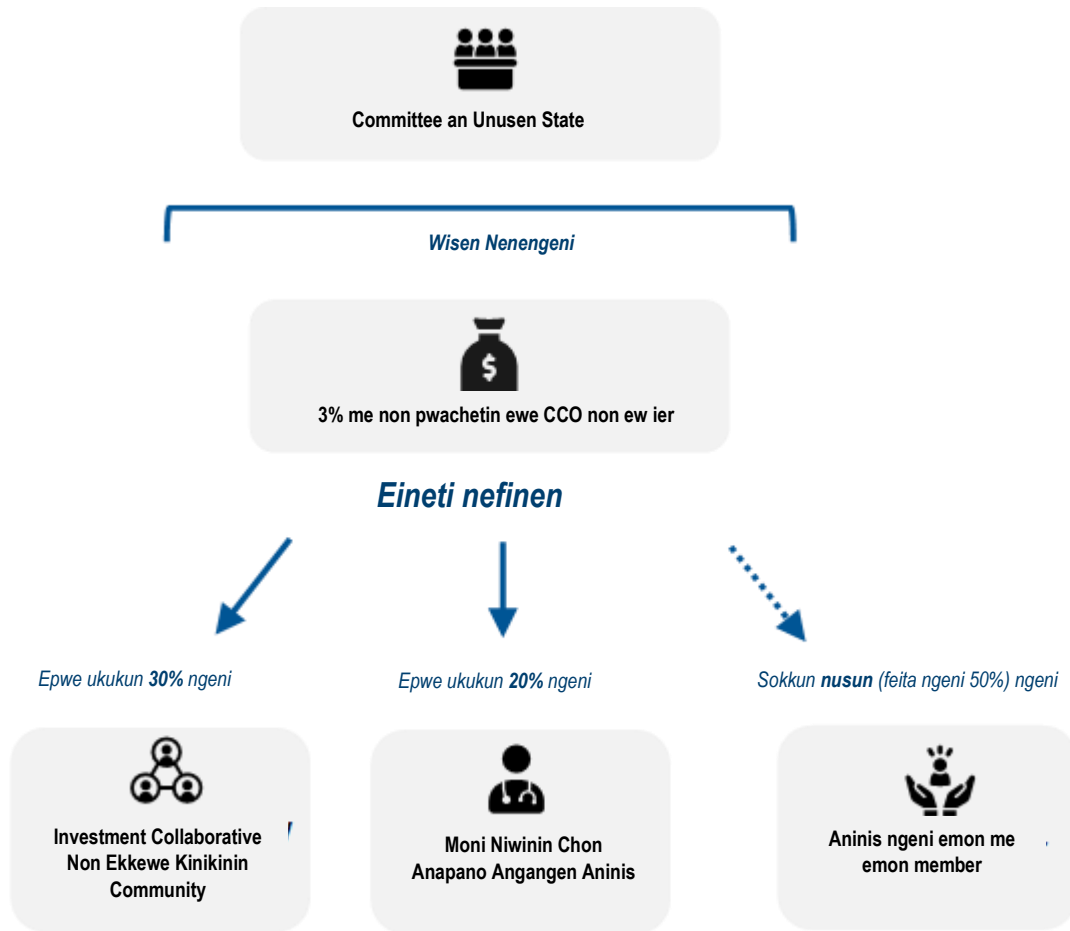 Committee an Unusen State
Wisen Nenengeni
$
3% me non pwachetin ewe CCO non ew ier
Eineti nefinen
Epwe ukukun 30% ngeni
Epwe ukukun 20% ngeni
Sokkun nusun (feita ngeni 50%) ngeni
Investment Collaborative
Non Ekkewe Kinikinin
Community
Moni Niwinin Chon
Anapano Angangen Aninis
Aninis ngeni emon me
emon member